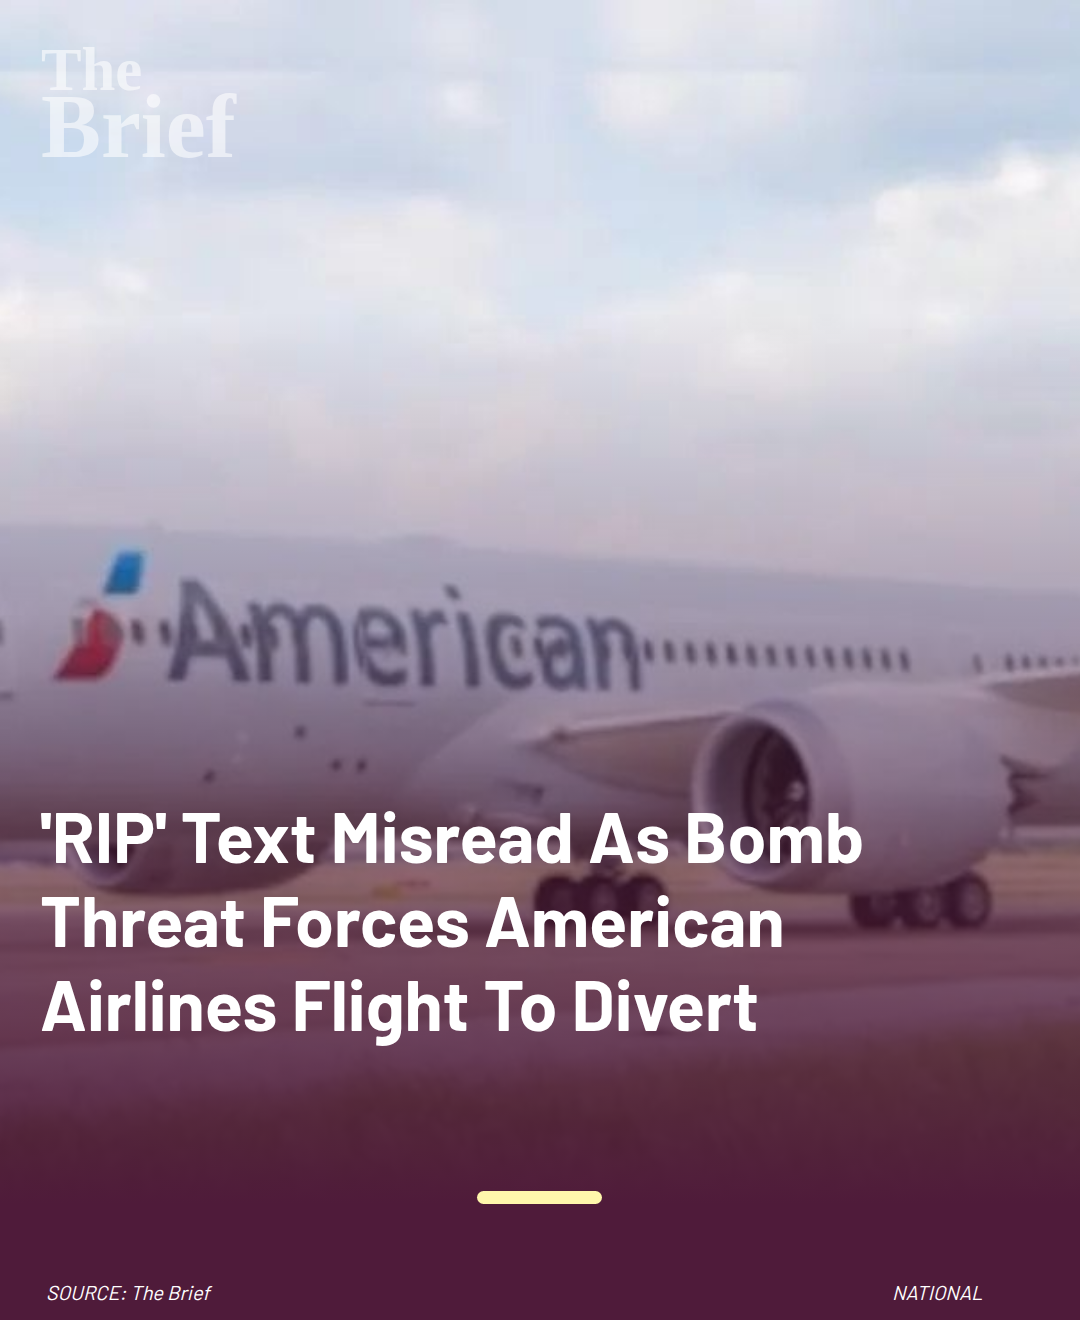 The
Brief
American
'RIP' Text Misread As Bomb
Threat Forces American
Airlines Flight To Divert
SOURCE: The Brief
NATIONAL